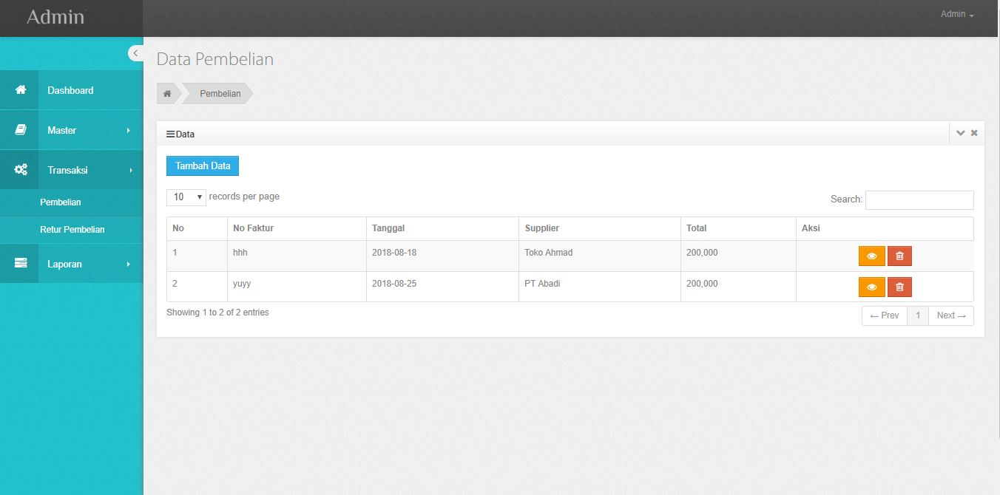 Admin
Admin
Data Pembelian
Pembelian
Dashboard
Master
Transaksi
Pembelian
Retur Pembelian
Laporan
Data
Tambah Data
10 records per page
Search:
No No Faktur Tanggal Supplier Total Aksi
1 hhh 2018-08-18 Toko Ahmad 200,000
2 yuyy 2018-08-25 PT Abadi 200,000
Showing 1 to 2 of 2 entries
← Prev 1 Next →